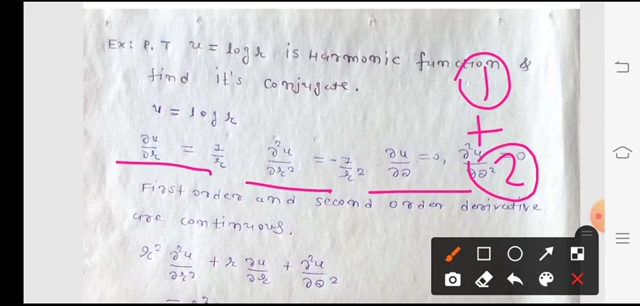 Ex: P.T u = log r is Harmonic function &
find it's conjugate.
u = log r
∂u/∂r = 1/r ∂²u/∂r² = -1/r² ∂u/∂θ = 0, ∂²u/∂θ² = 0
First order and second order derivative
are continuous.
r² ∂²u/∂r² + r ∂u/∂r + ∂²u/∂θ²
1
+
2